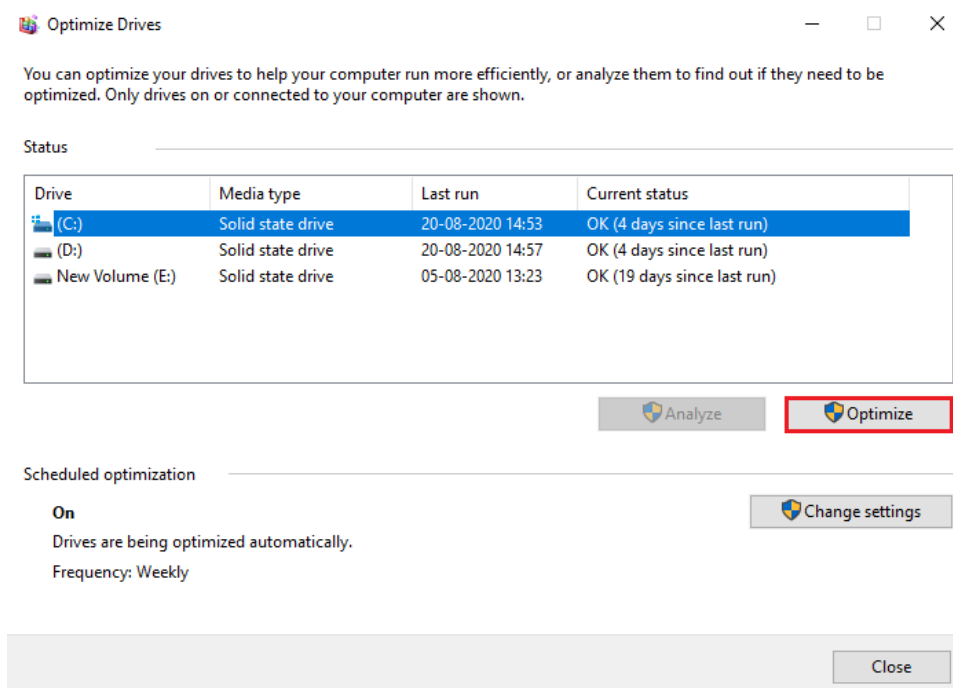 Optimize Drives
You can optimize your drives to help your computer run more efficiently, or analyze them to find out if they need to be
optimized. Only drives on or connected to your computer are shown.
Status
Drive Media type Last run Current status
(C:) Solid state drive 20-08-2020 14:53 OK (4 days since last run)
(D:) Solid state drive 20-08-2020 14:57 OK (4 days since last run)
New Volume (E:) Solid state drive 05-08-2020 13:23 OK (19 days since last run)
Analyze Optimize
Scheduled optimization
On Change settings
Drives are being optimized automatically.
Frequency: Weekly
Close